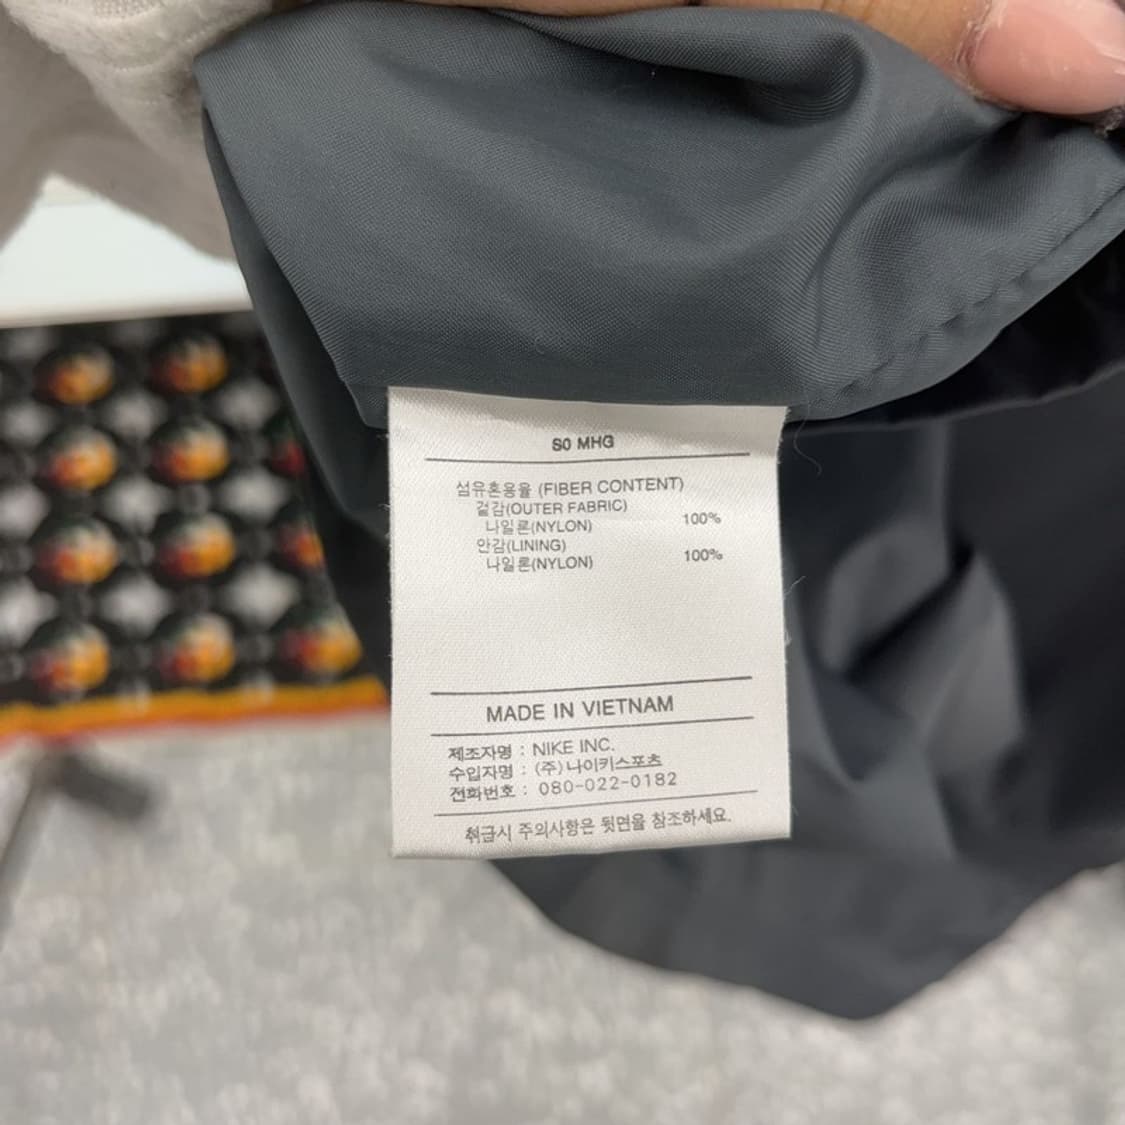 S0 MHG
섬유혼용율 (FIBER CONTENT)
겉감(OUTER FABRIC)
나일론(NYLON) 100%
안감(LINING)
나일론(NYLON) 100%
MADE IN VIETNAM
제조자명 : NIKE INC.
수입자명 : (주)나이키스포츠
전화번호 : 080-022-0182
취급시 주의사항은 뒷면을 참조하세요.